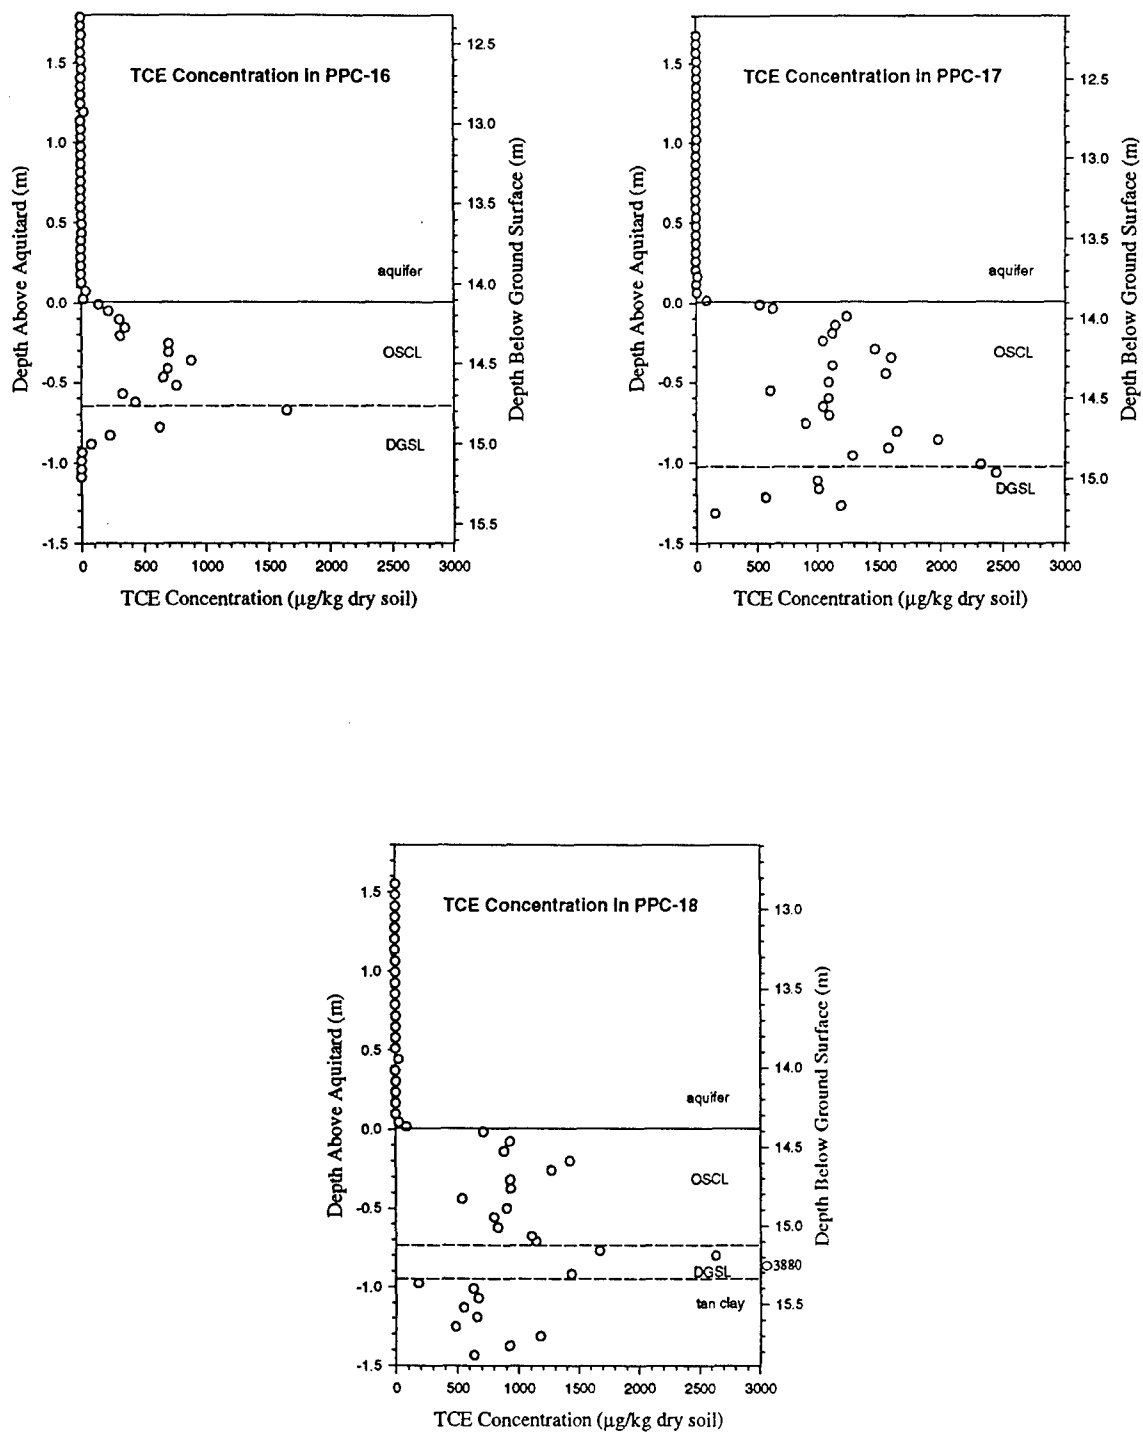 TCE Concentration in PPC-16
Depth Above Aquitard (m)
1.5
1.0
0.5
0.0
-0.5
-1.0
-1.5
12.5
13.0
13.5
14.0
14.5
15.0
15.5
Depth Below Ground Surface (m)
aquifer
OSCL
DGSL
0 500 1000 1500 2000 2500 3000
TCE Concentration (μg/kg dry soil)
TCE Concentration in PPC-17
Depth Above Aquitard (m)
1.5
1.0
0.5
0.0
-0.5
-1.0
-1.5
12.5
13.0
13.5
14.0
14.5
15.0
Depth Below Ground Surface (m)
aquifer
OSCL
DGSL
0 500 1000 1500 2000 2500 3000
TCE Concentration (μg/kg dry soil)
TCE Concentration in PPC-18
Depth Above Aquitard (m)
1.5
1.0
0.5
0.0
-0.5
-1.0
-1.5
13.0
13.5
14.0
14.5
15.0
15.5
Depth Below Ground Surface (m)
aquifer
OSCL
DGSL
3880
tan clay
0 500 1000 1500 2000 2500 3000
TCE Concentration (μg/kg dry soil)